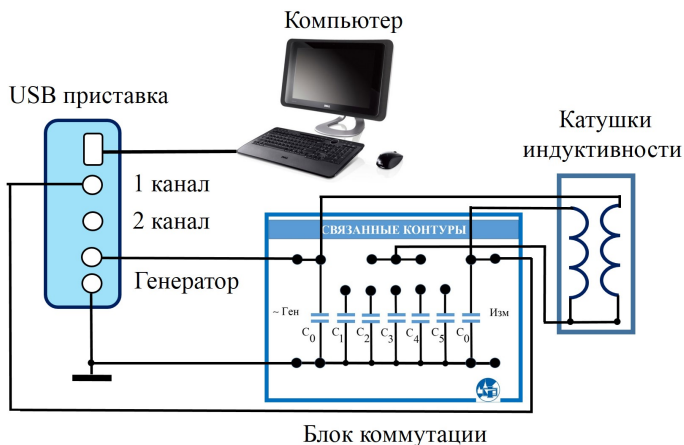 Компьютер
USB приставка
Катушки
индуктивности
1 канал
2 канал
СВЯЗАННЫЕ КОНТУРЫ
Генератор
~ Ген
Изм
C0
C1
C2
C3
C4
C5
C0
Блок коммутации